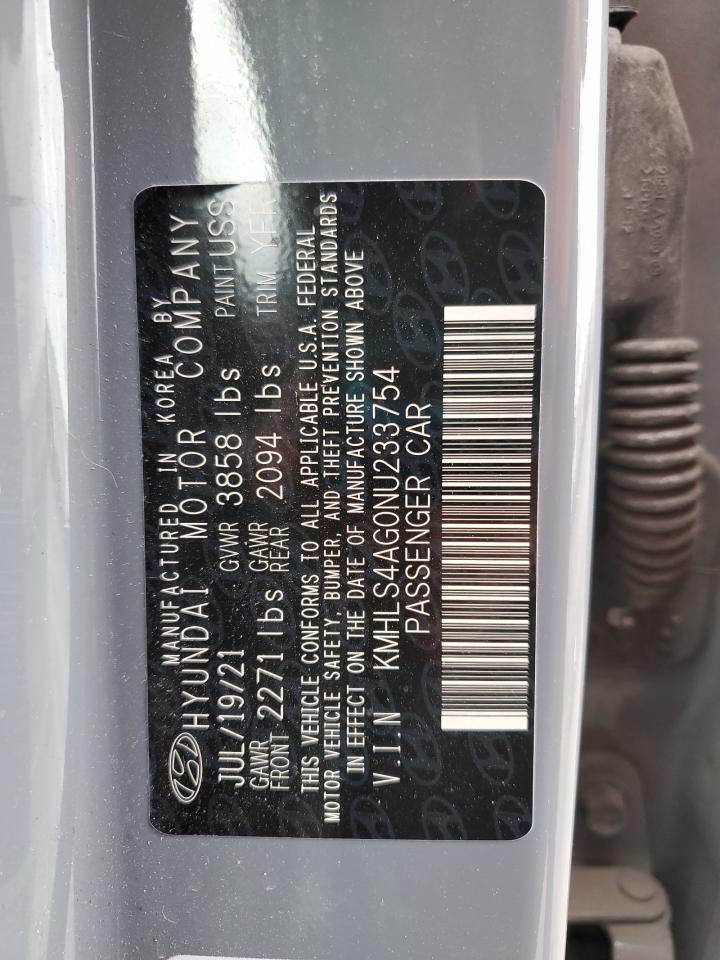 MANUFACTURED IN KOREA BY
HYUNDAI MOTOR COMPANY
JUL/19/21 GVWR 3858 lbs PAINT USS
GAWR FRONT 2271 lbs GAWR REAR 2094 lbs TRIM YFR
THIS VEHICLE CONFORMS TO ALL APPLICABLE U.S.A. FEDERAL
MOTOR VEHICLE SAFETY, BUMPER, AND THEFT PREVENTION STANDARDS
IN EFFECT ON THE DATE OF MANUFACTURE SHOWN ABOVE
V.I.N KMHLS4AG0NU233754
PASSENGER CAR